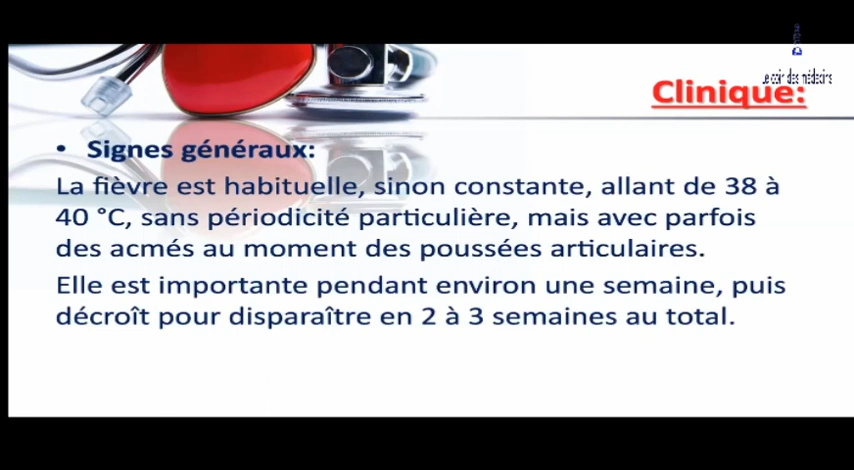 Le coin des médecins
Clinique:
• Signes généraux:
La fièvre est habituelle, sinon constante, allant de 38 à
40 °C, sans périodicité particulière, mais avec parfois
des acmés au moment des poussées articulaires.
Elle est importante pendant environ une semaine, puis
décroît pour disparaître en 2 à 3 semaines au total.